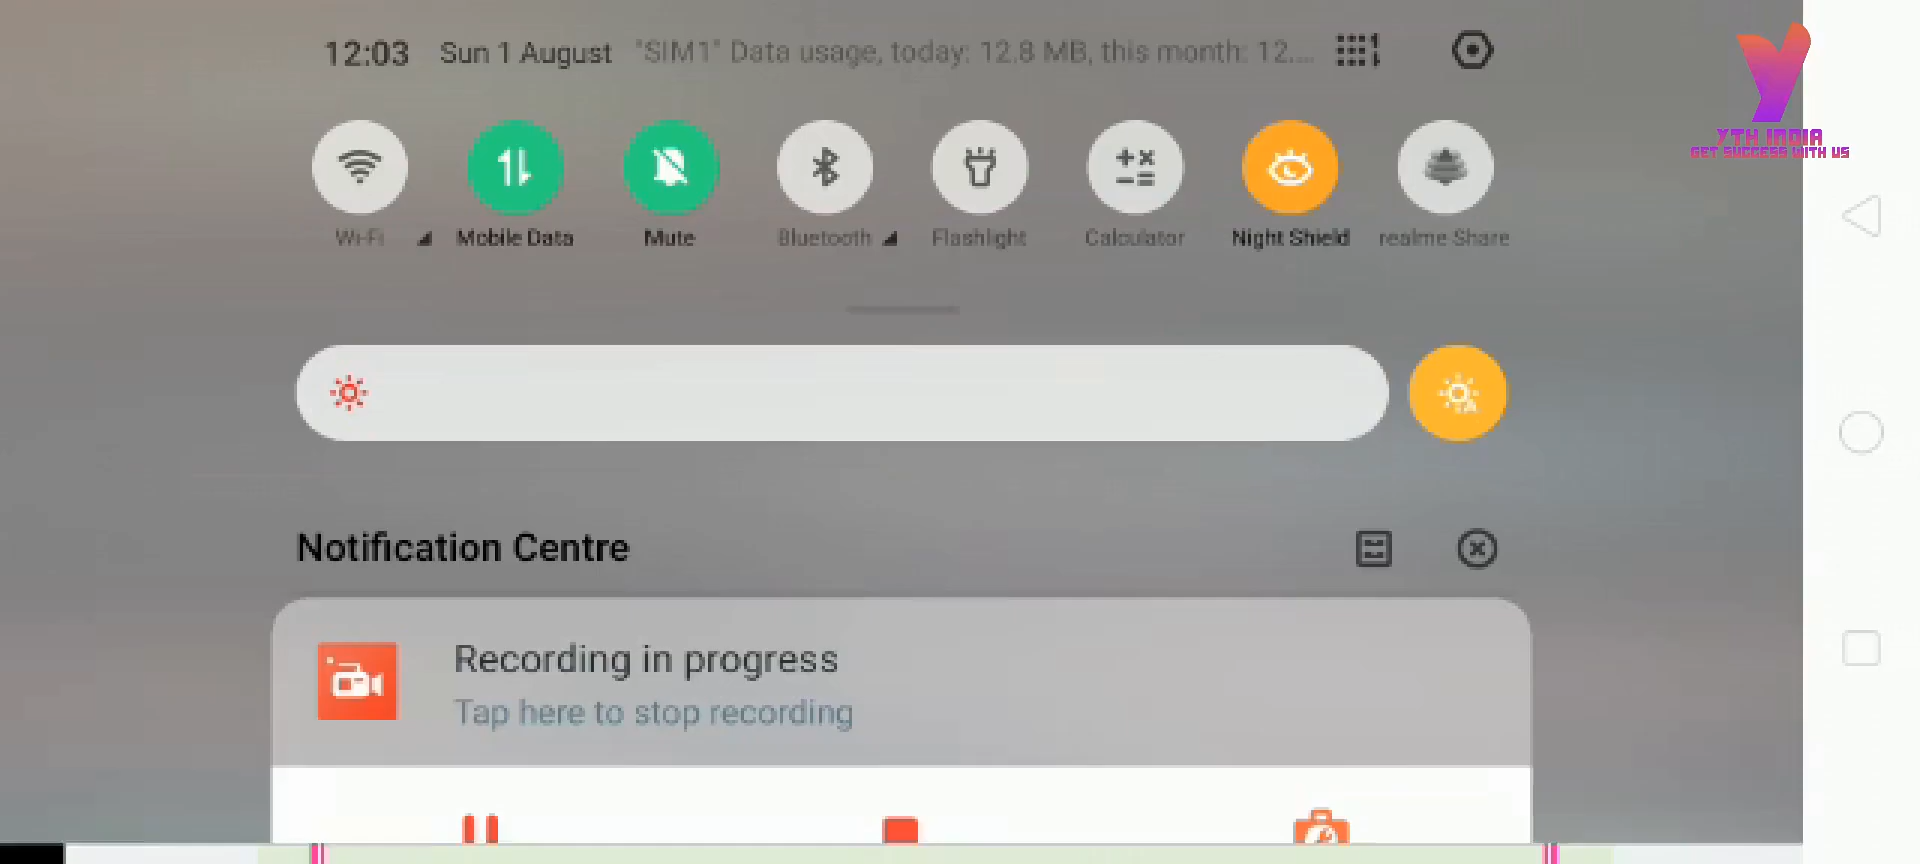 12:03 Sun 1 August "SIM1" Data usage, today: 12.8 MB, this month: 12....
YTH INDIA
GET SUCCESS WITH US
Wi-Fi Mobile Data Mute Bluetooth Flashlight Calculator Night Shield realme Share
Notification Centre
Recording in progress
Tap here to stop recording